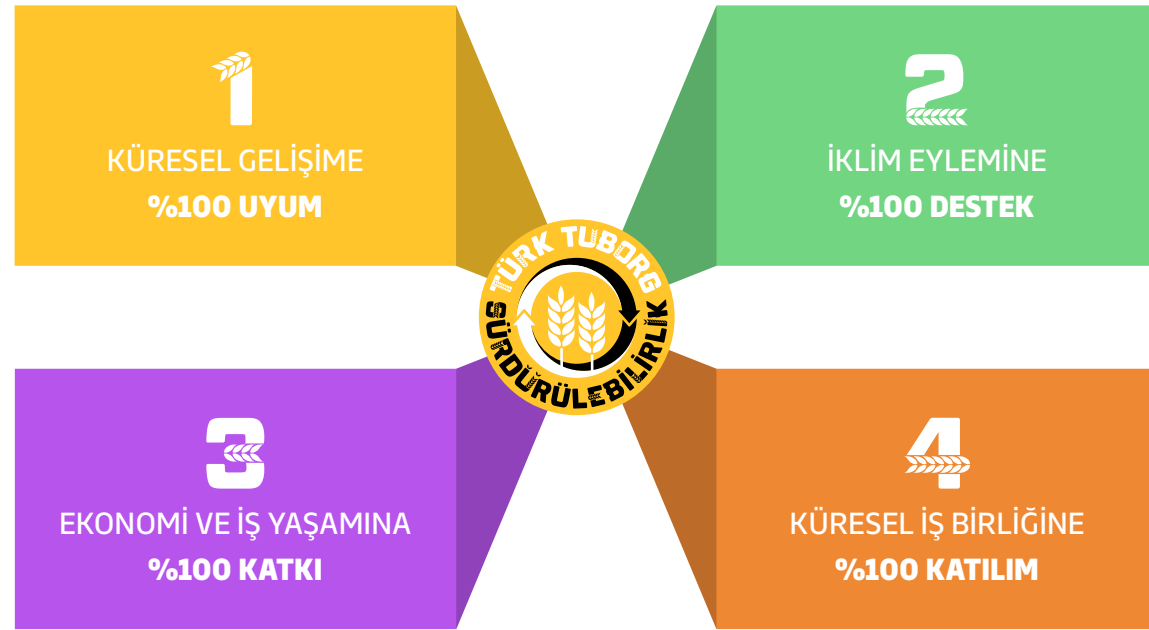 1
KÜRESEL GELİŞİME
%100 UYUM
2
İKLİM EYLEMİNE
%100 DESTEK
TÜRK TUBORG
SÜRDÜRÜLEBİLİRLİK
3
EKONOMİ VE İŞ YAŞAMINA
%100 KATKI
4
KÜRESEL İŞ BİRLİĞİNE
%100 KATILIM